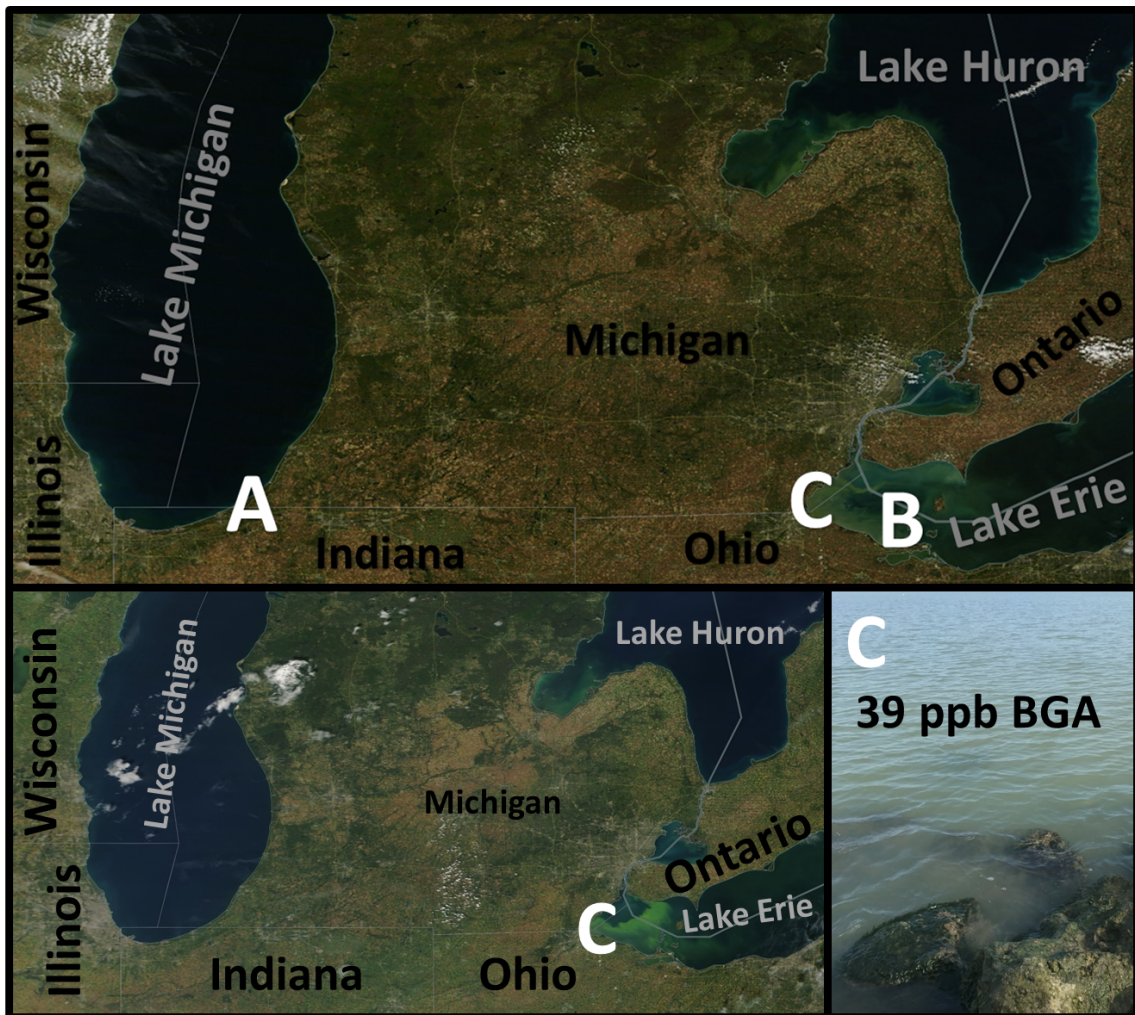 Lake Huron
Wisconsin
Lake Michigan
Michigan
Ontario
Illinois
A
C
B
Lake Erie
Indiana
Ohio
Wisconsin
Lake Michigan
Lake Huron
Michigan
Ontario
Illinois
C
Lake Erie
Indiana
Ohio
C
39 ppb BGA